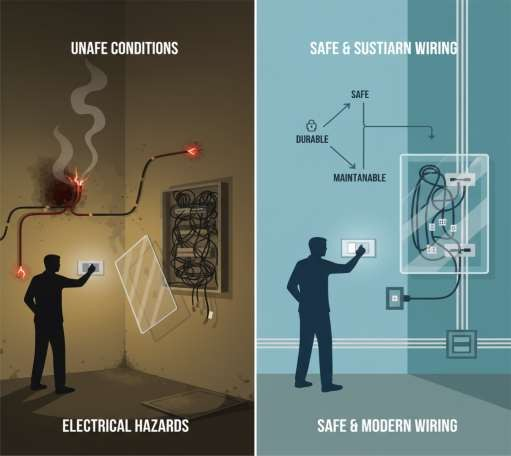 UNAFE CONDITIONS
SAFE & SUSTIARN WIRING
SAFE
DURABLE
MAINTANABLE
ELECTRICAL HAZARDS
SAFE & MODERN WIRING